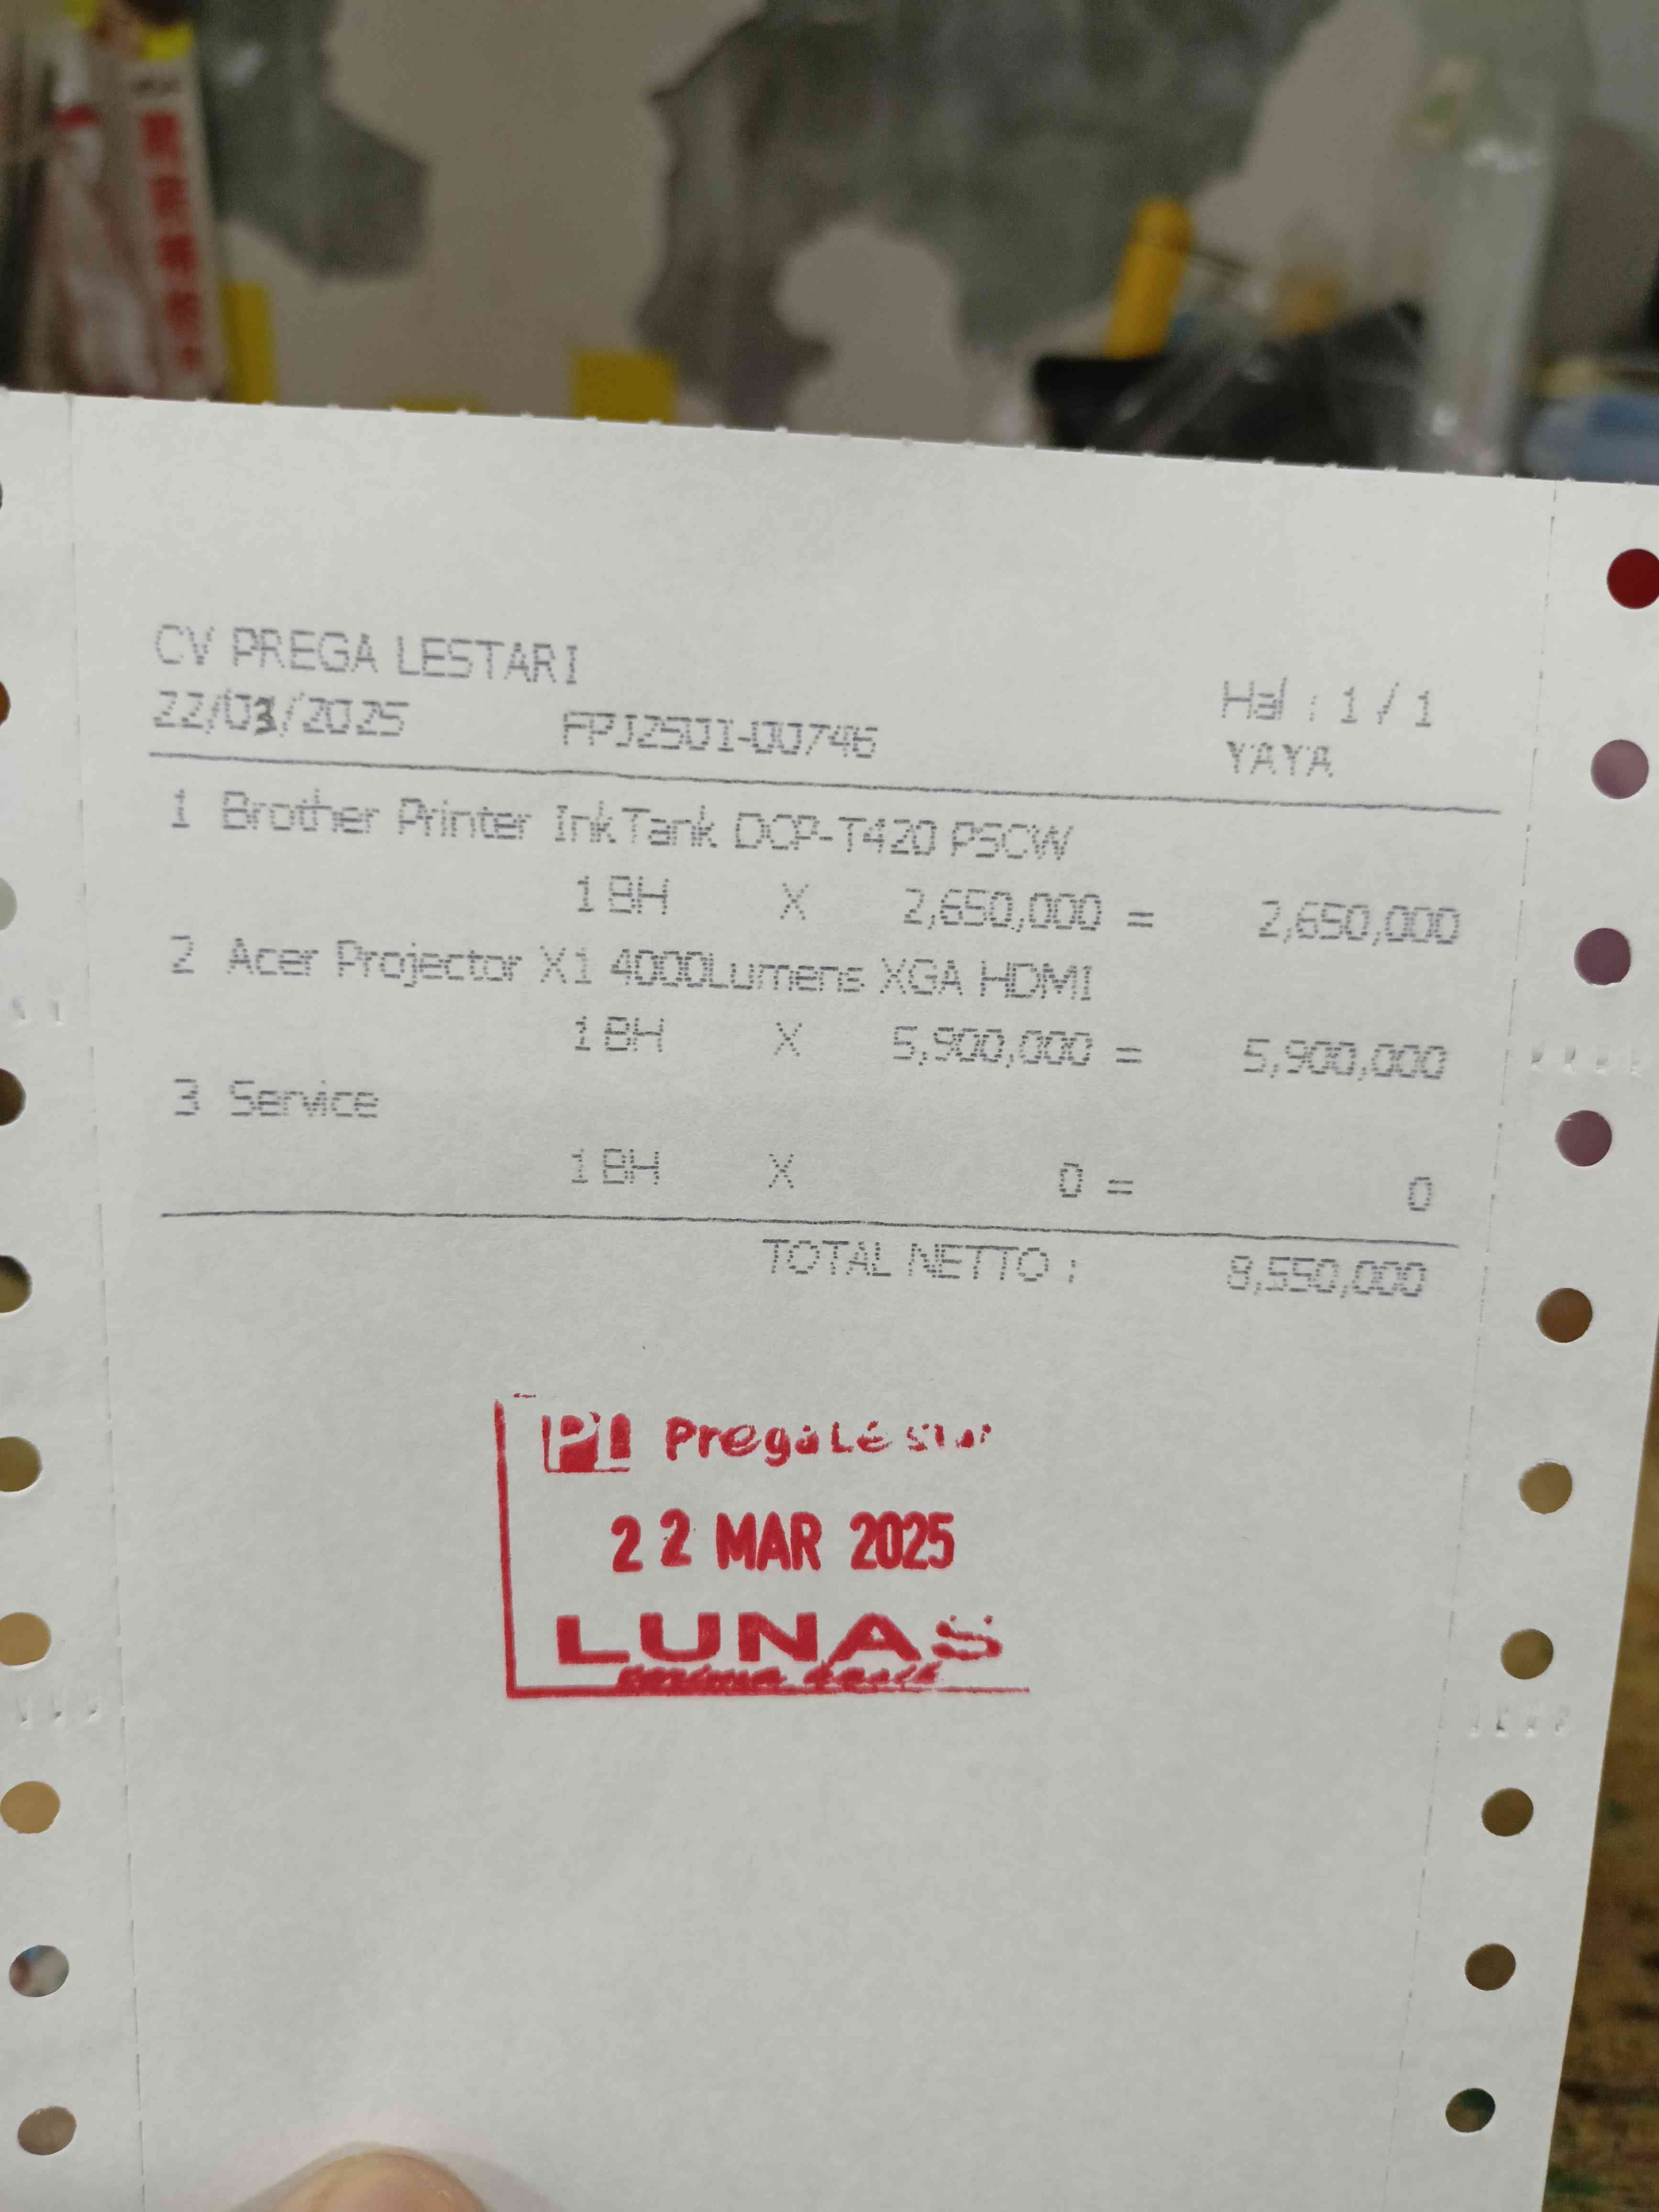 CV PREGA LESTARI
22/03/2025 FPJ2501-00746 Hal : 1 / 1
YAYA
1 Brother Printer InkTank DCP-T420 PSCW
1 BH X 2,650,000 = 2,650,000
2 Acer Projector X1 4000Lumens XGA HDMI
1 BH X 5,900,000 = 5,900,000
3 Service
1 BH X 0 = 0
TOTAL NETTO : 8,550,000
Prega Lestar
22 MAR 2025
LUNAS